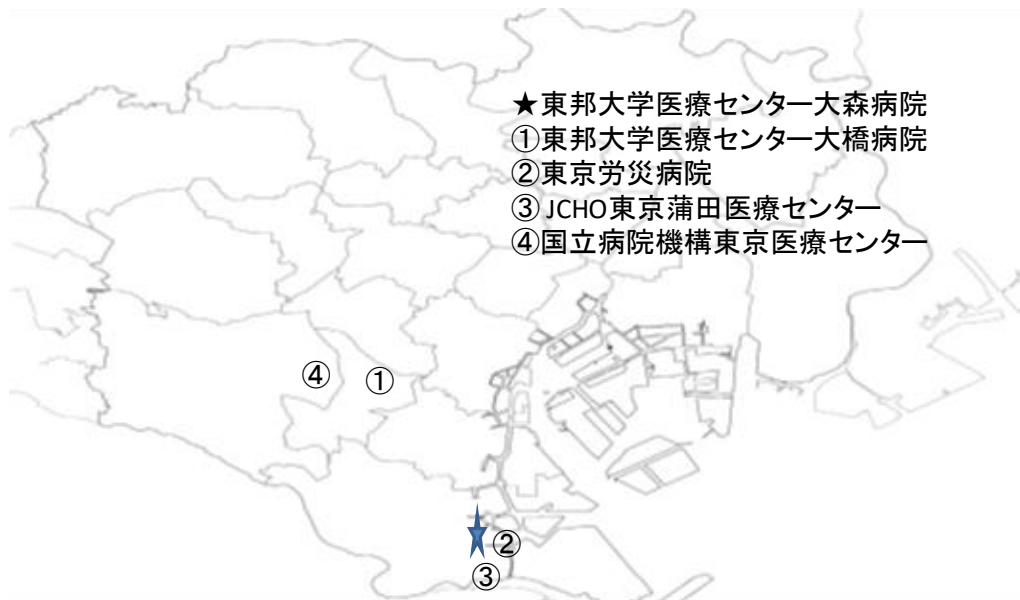 ★東邦大学医療センター大森病院
①東邦大学医療センター大橋病院
②東京労災病院
③JCHO東京蒲田医療センター
④国立病院機構東京医療センター
④
①
②
③